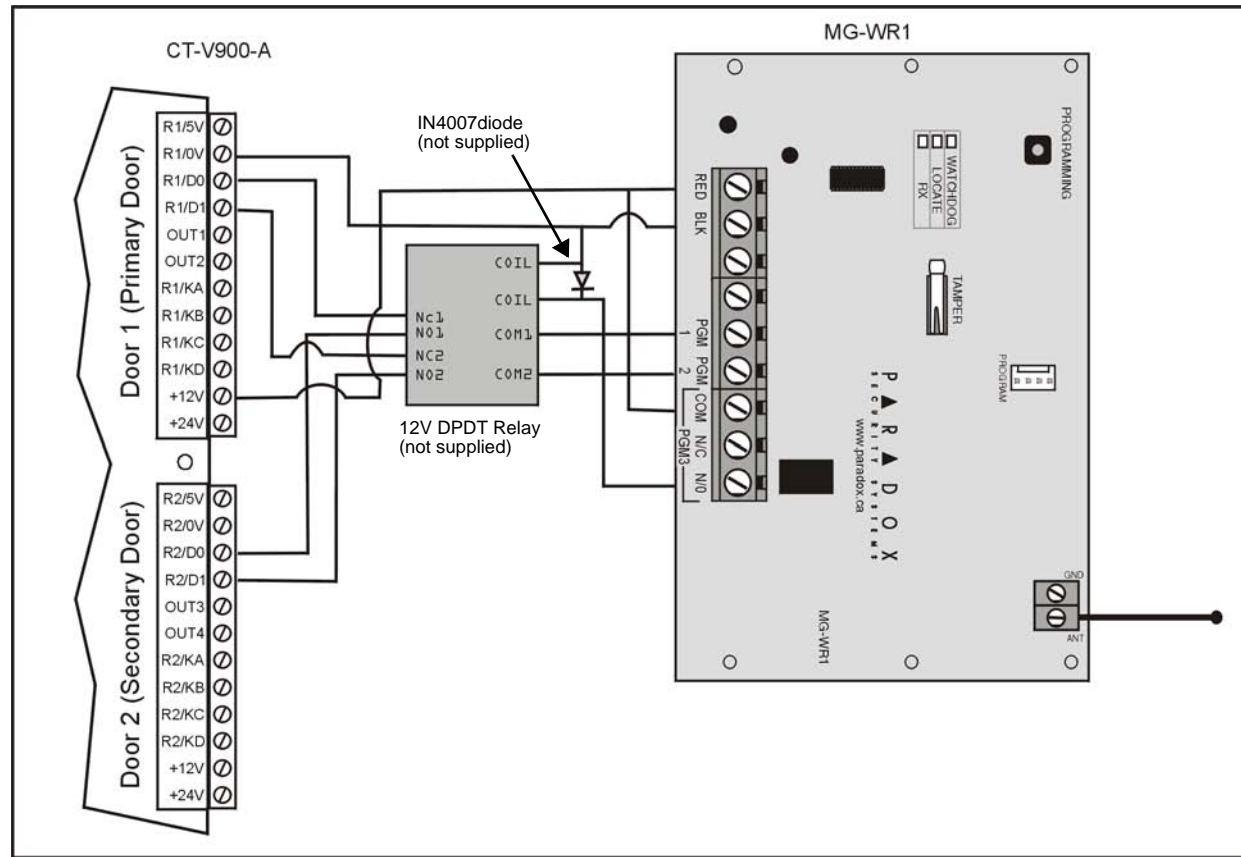 CT-V900-A
MG-WR1
Door 1 (Primary Door)
R1/5V
R1/0V
R1/D0
R1/D1
OUT1
OUT2
R1/KA
R1/KB
R1/KC
R1/KD
+12V
+24V
Door 2 (Secondary Door)
R2/5V
R2/0V
R2/D0
R2/D1
OUT3
OUT4
R2/KA
R2/KB
R2/KC
R2/KD
+12V
+24V
IN4007diode
(not supplied)
COIL
COIL
Nc1
NO1
NC2
NO2
COM1
COM2
12V DPDT Relay
(not supplied)
RED
BLK
PGM
1
PGM
2
COM
N/C
N/0
PGM3
WATCHDOG
LOCATE
FIX
PROGRAMMING
TAMPER
PROGRAM
PARADOX
SECURITY SYSTEMS
www.paradox.ca
MG-WR1
GND
ANT